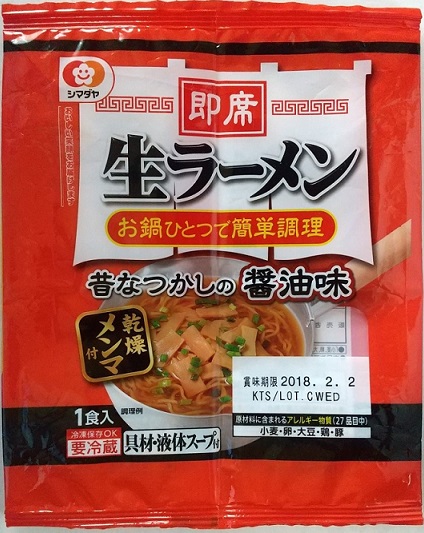 シマダヤ
即席
生ラーメン
お鍋ひとつで簡単調理
昔なつかしの 醤油味
乾燥
メンマ
付
賞味期限 2018. 2. 2
KTS/LOT.CWED
1食入
調理例
原材料に含まれるアレルギー物質(27品目中)
小麦・卵・大豆・鶏・豚
冷凍保存OK
要冷蔵
具材・液体スープ付